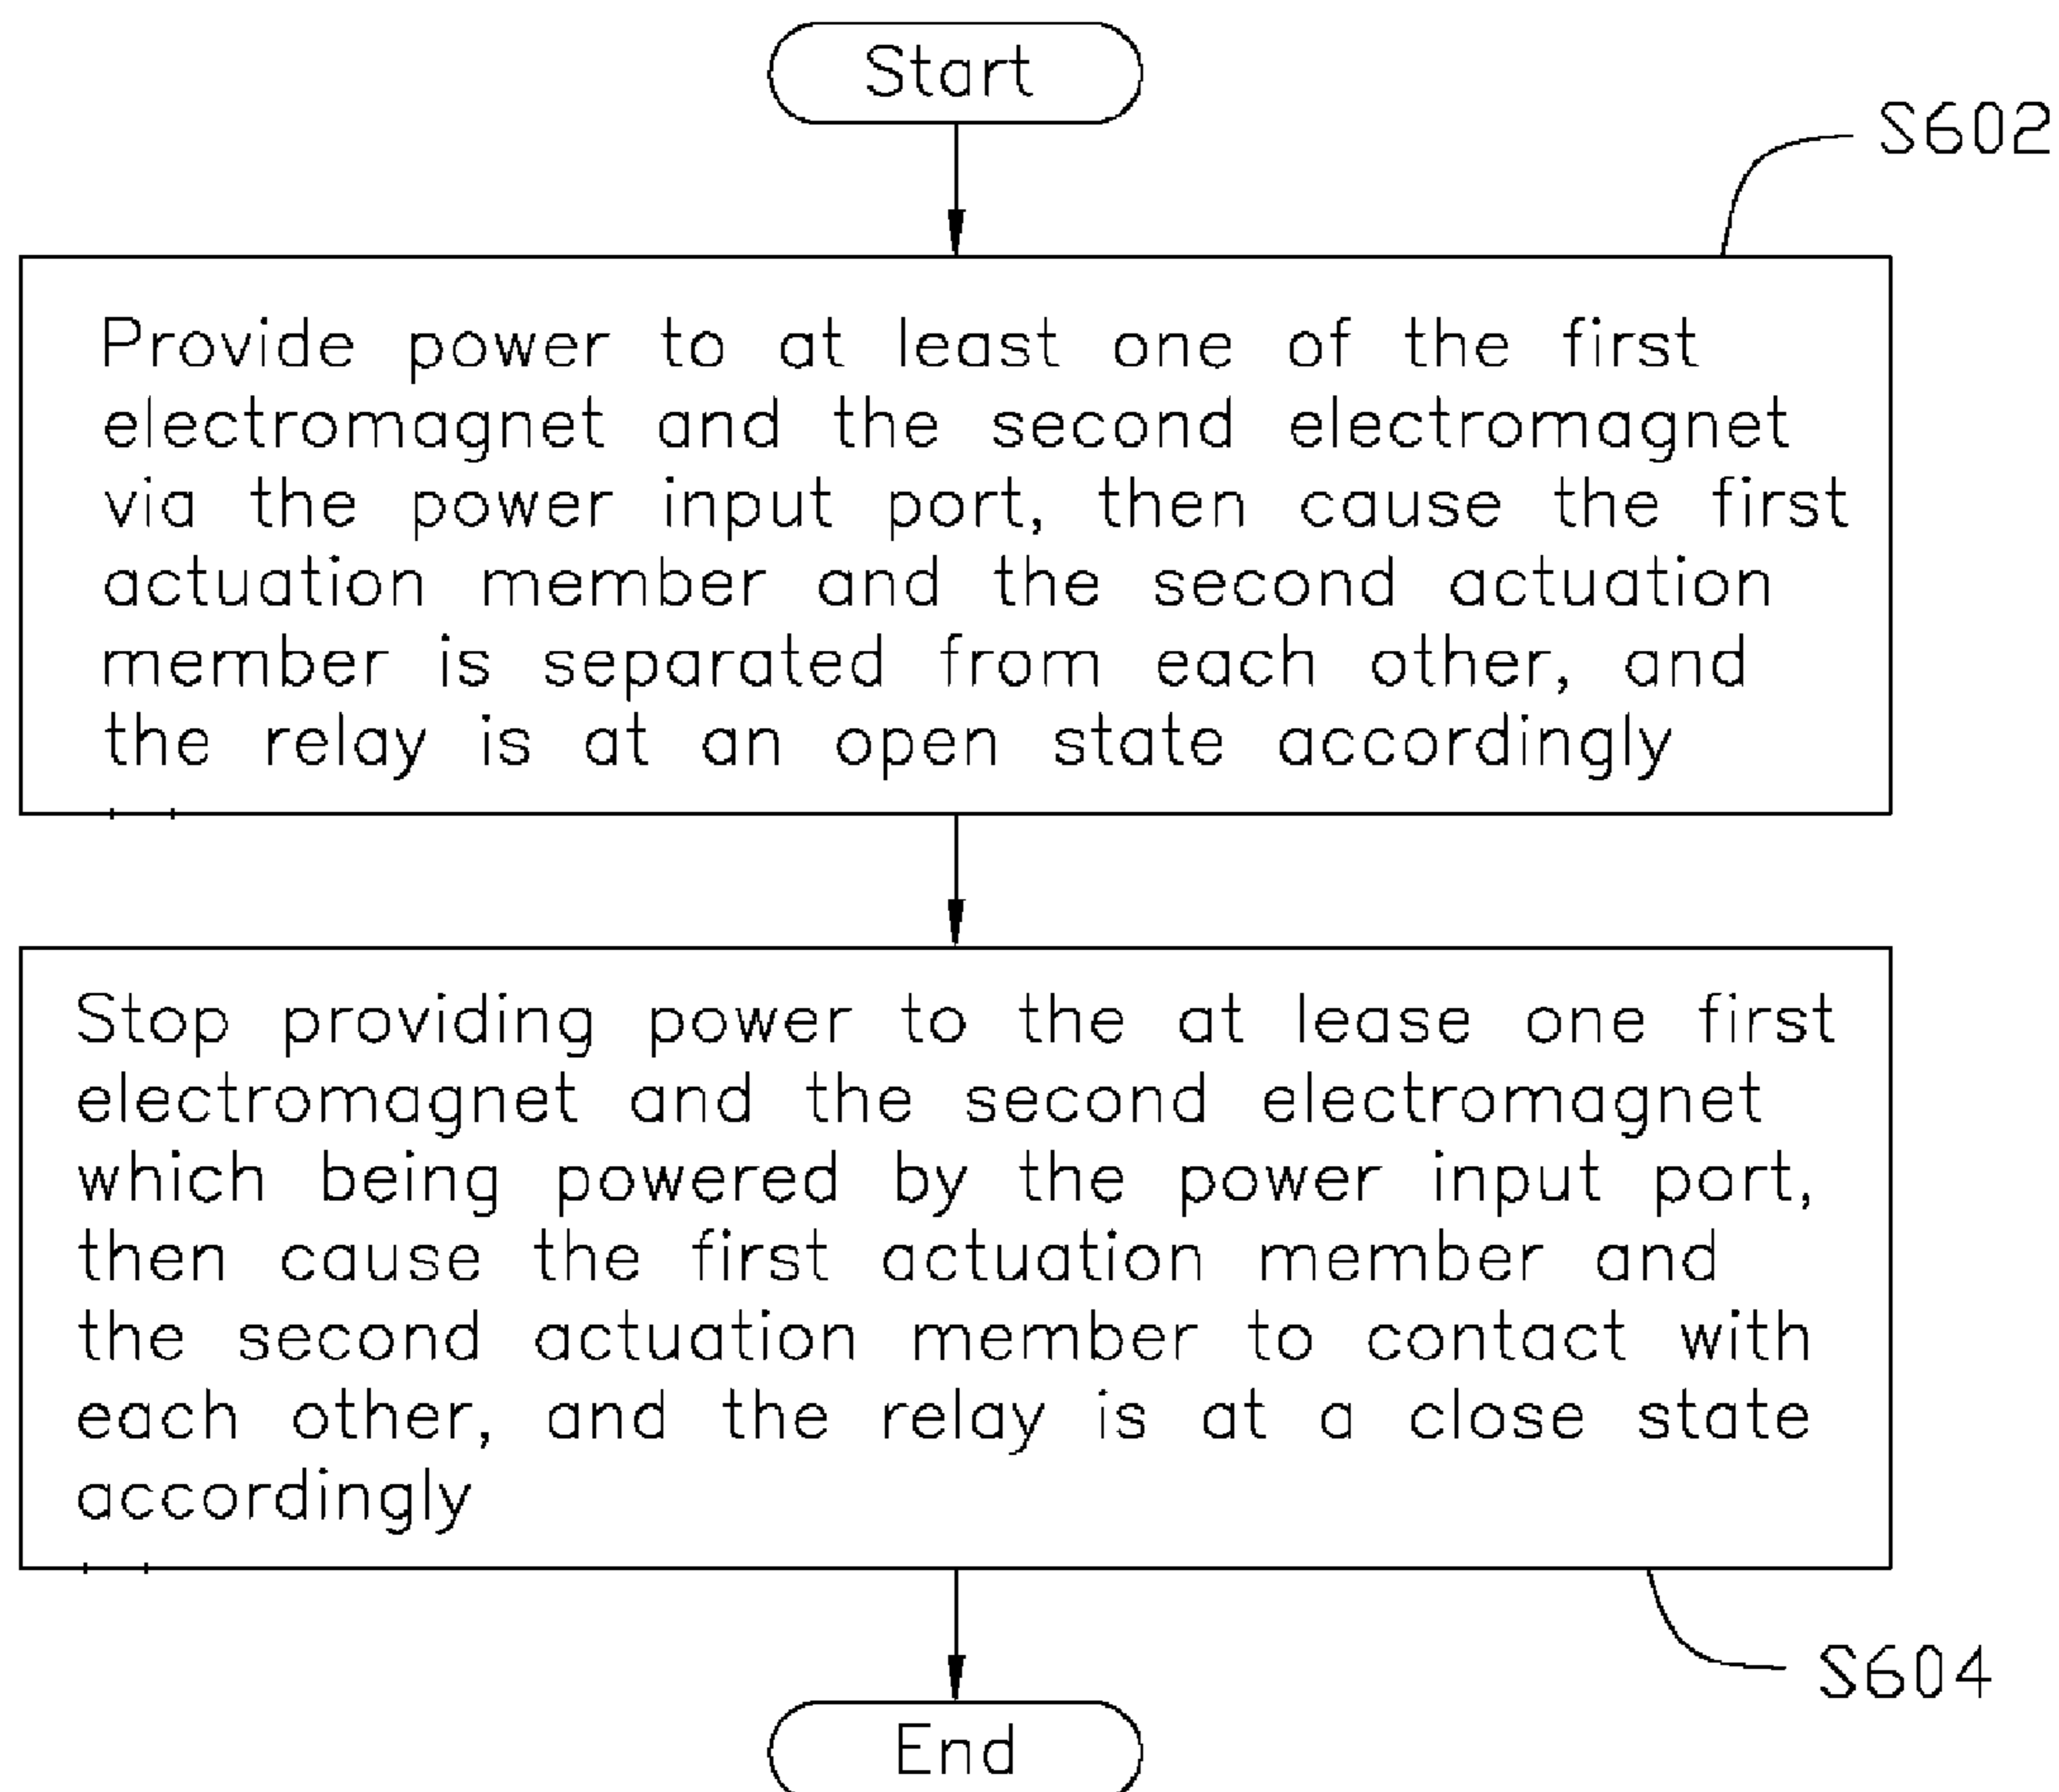 Start
S602
Provide power to at least one of the first
electromagnet and the second electromagnet
via the power input port, then cause the first
actuation member and the second actuation
member is separated from each other, and
the relay is at an open state accordingly
Stop providing power to the at lease one first
electromagnet and the second electromagnet
which being powered by the power input port,
then cause the first actuation member and
the second actuation member to contact with
each other, and the relay is at a close state
accordingly
S604
End